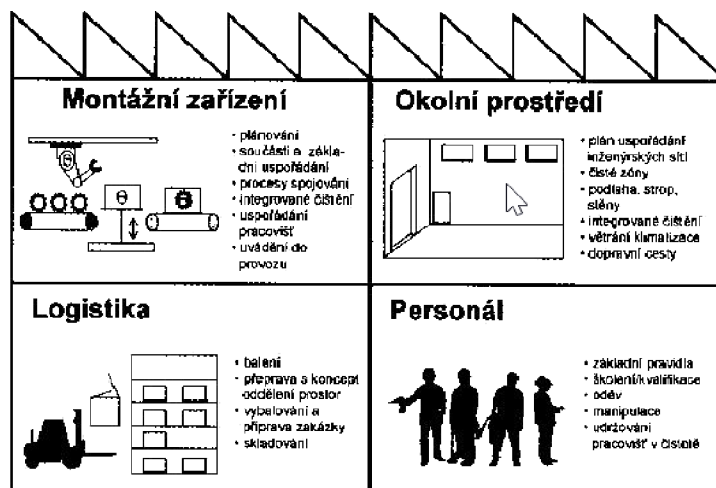 Montážní zařízení
• plánování
• součásti a základ-
dní uspořádání
• procesy spojování
• integrované čištění
• uspořádání
pracovišť
• uvádění do
provozu
Okolní prostředí
• plán uspořádání
inženýrských sítí
• čisté zóny
• podlaha, strop,
stěny
• integrované čištění
• větrání klimatizace
• dopravní cesty
Logistika
• balení
• přeprava a koncept
oddělení prostor
• vybalování a
příprava zakázky
• skladování
Personál
• základní pravidla
• školení/kvalifikace
• oděv
• manipulace
• udržování
pracovišť v čistotě